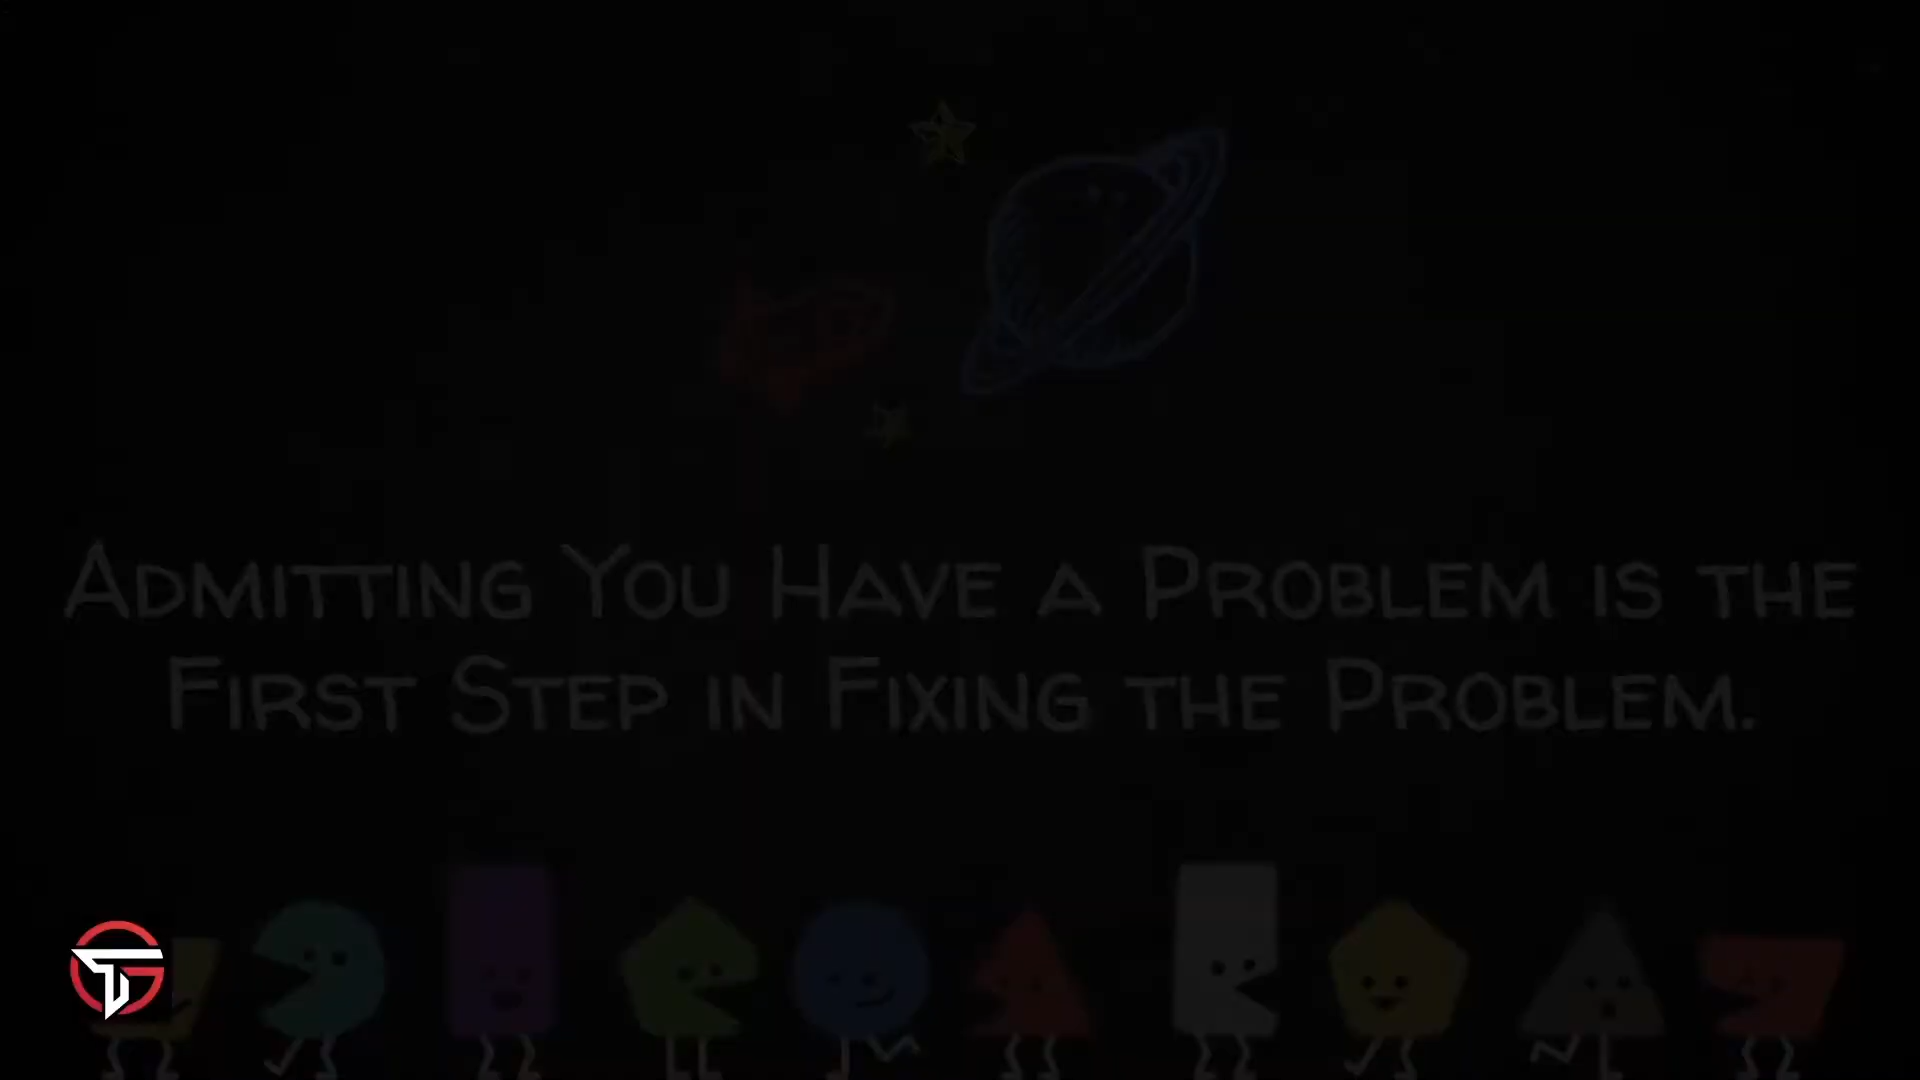 Admitting You Have a Problem is the
First Step in Fixing the Problem.